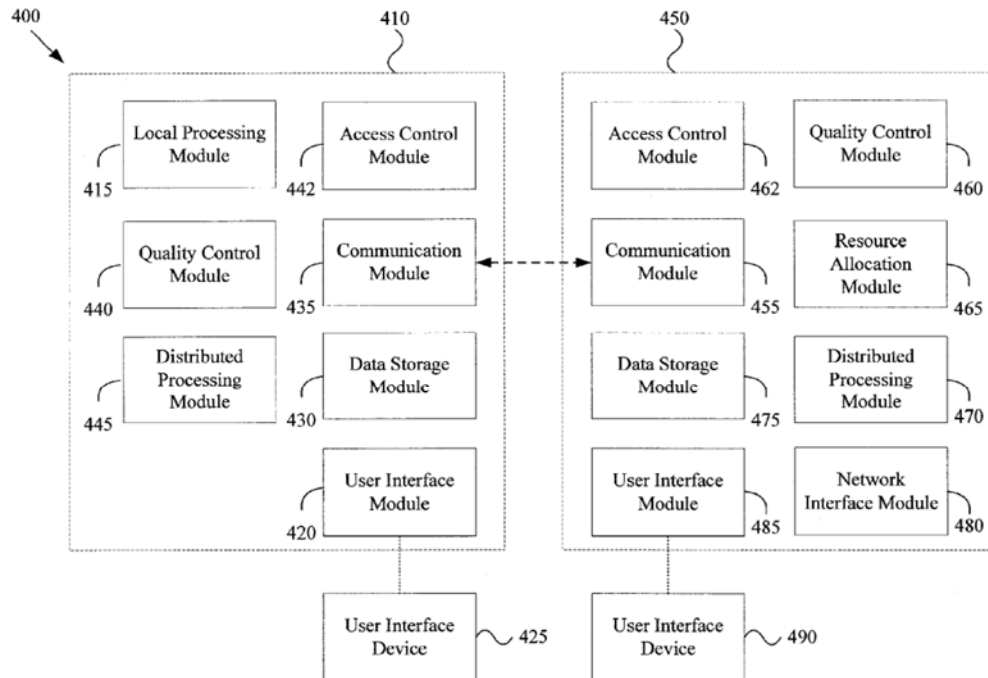 400
410
450
Local Processing
Module
415
Access Control
Module
442
Access Control
Module
462
Quality Control
Module
460
Quality Control
Module
440
Communication
Module
435
Communication
Module
455
Resource
Allocation
Module
465
Distributed
Processing
Module
445
Data Storage
Module
430
Data Storage
Module
475
Distributed
Processing
Module
470
User Interface
Module
420
User Interface
Module
485
Network
Interface Module
480
User Interface
Device
425
User Interface
Device
490